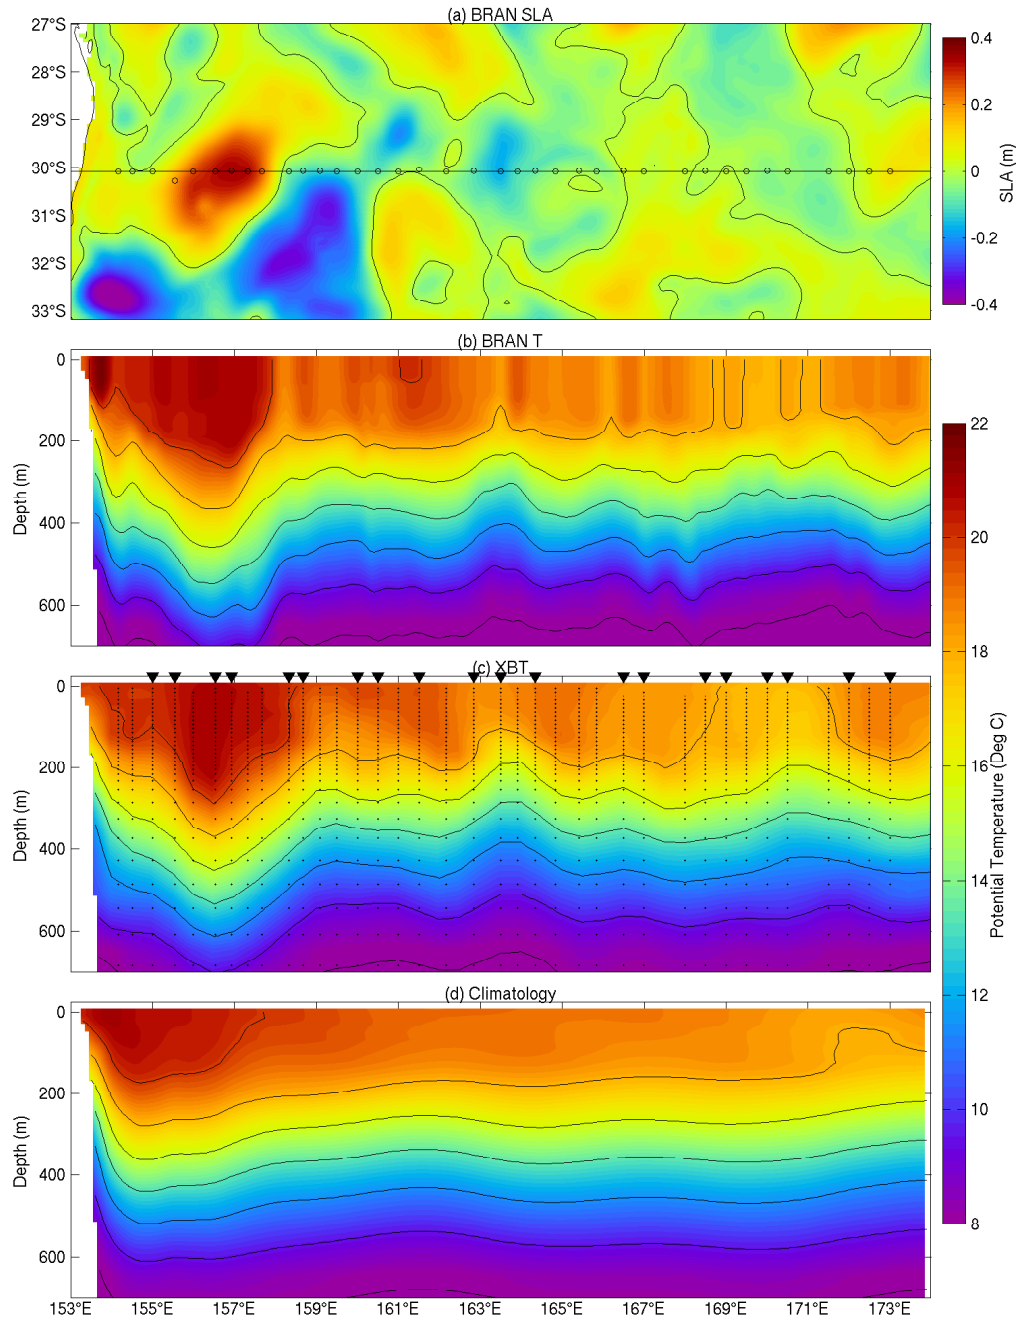 (a) BRAN SLA
27°S
28°S
29°S
30°S
31°S
32°S
33°S
0.4
0.2
0
-0.2
-0.4
SLA (m)
(b) BRAN T
0
200
400
600
Depth (m)
(c) XBT
0
200
400
600
Depth (m)
(d) Climatology
0
200
400
600
Depth (m)
153°E 155°E 157°E 159°E 161°E 163°E 165°E 167°E 169°E 171°E 173°E
22
20
18
16
14
12
10
8
Potential Temperature (Deg C)